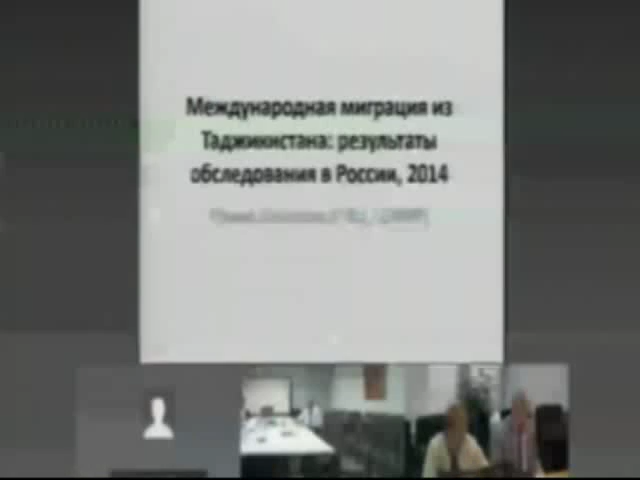 Международная миграция из
Таджикистана: результаты
обследования в России, 2014